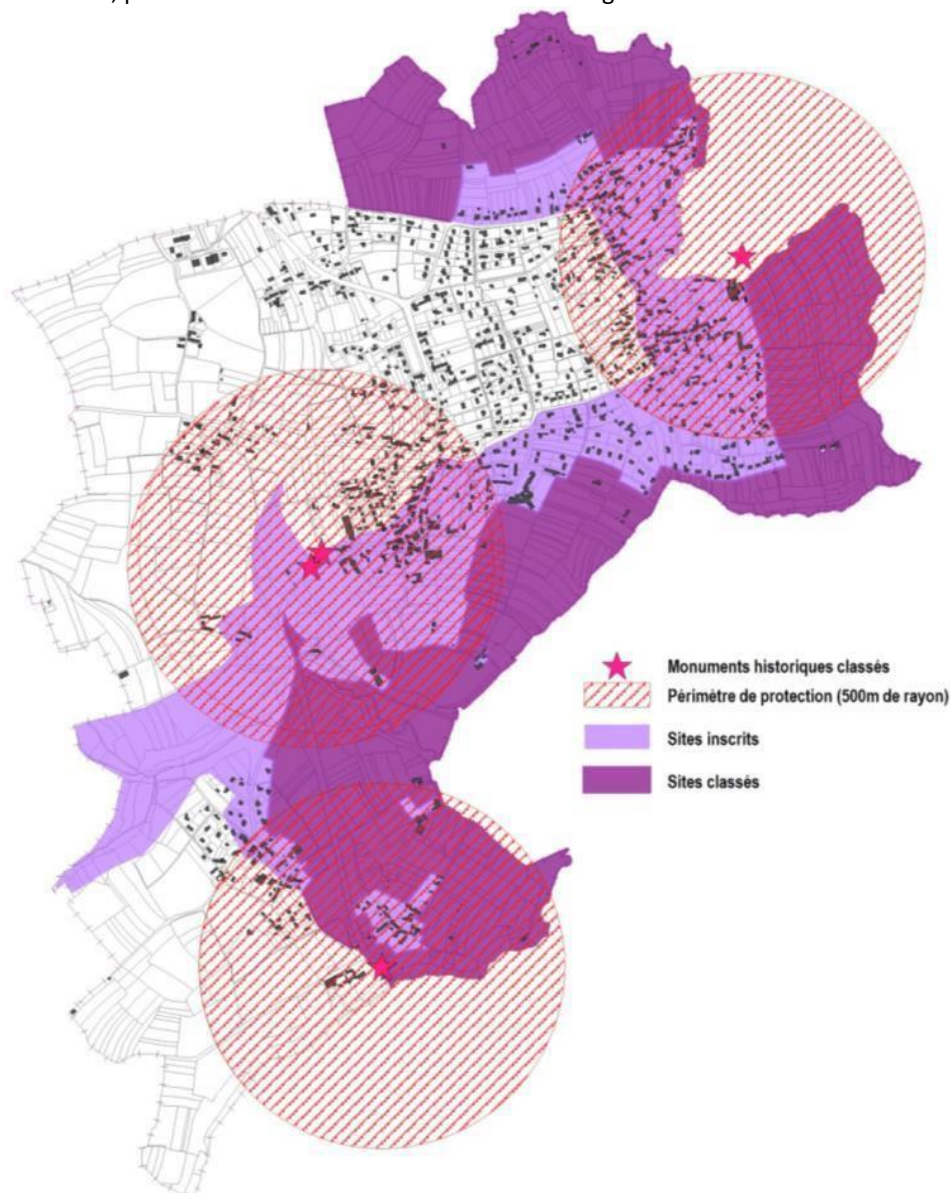 Monuments historiques classés
Périmètre de protection (500m de rayon)
Sites inscrits
Sites classés